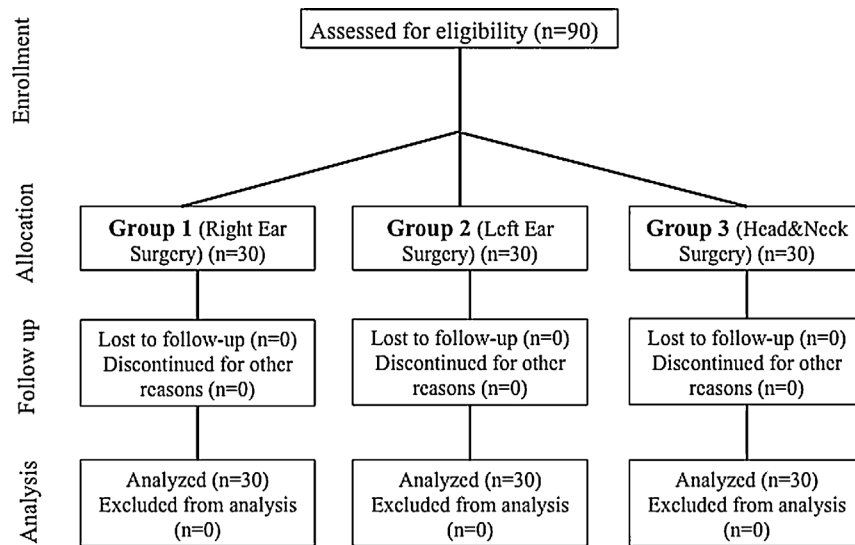 Enrollment
Assessed for eligibility (n=90)
Allocation
Group 1 (Right Ear
Surgery) (n=30)
Group 2 (Left Ear
Surgery) (n=30)
Group 3 (Head&Neck
Surgery) (n=30)
Follow up
Lost to follow-up (n=0)
Discontinued for other
reasons (n=0)
Lost to follow-up (n=0)
Discontinued for other
reasons (n=0)
Lost to follow-up (n=0)
Discontinued for other
reasons (n=0)
Analysis
Analyzed (n=30)
Excluded from analysis
(n=0)
Analyzed (n=30)
Excluded from analysis
(n=0)
Analyzed (n=30)
Excluded from analysis
(n=0)